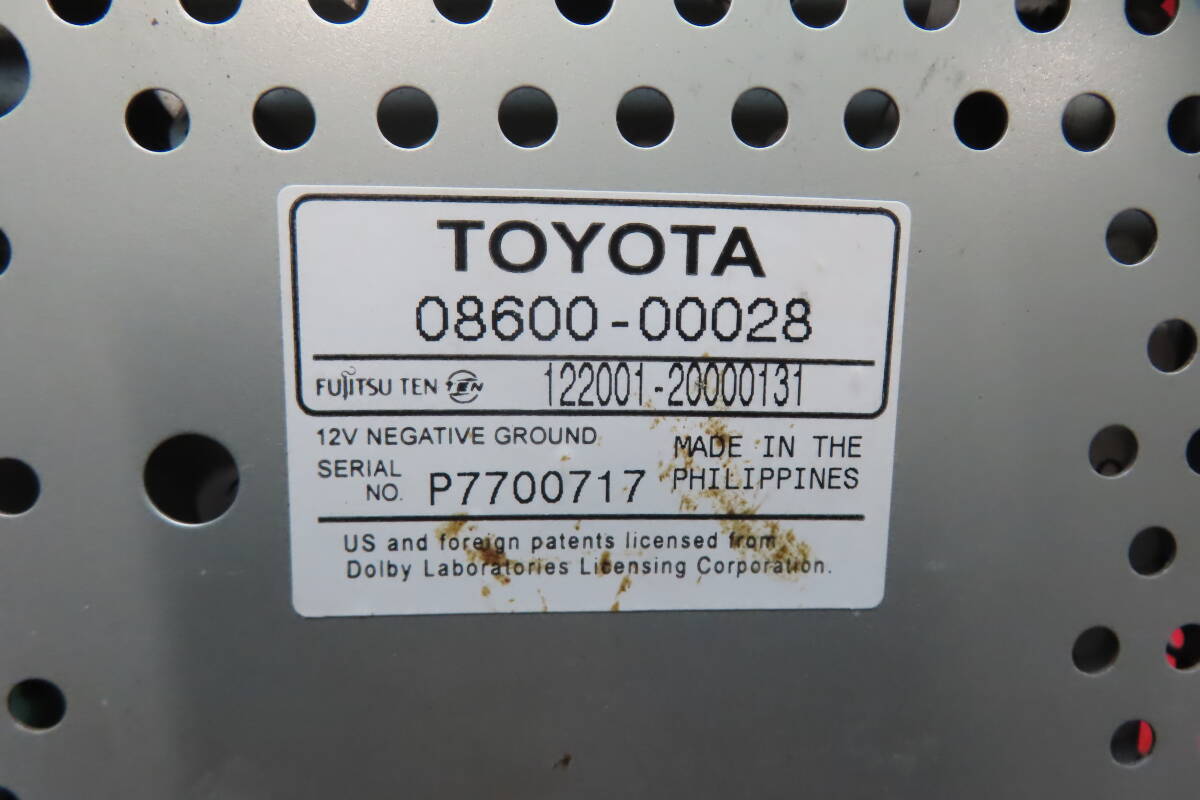 TOYOTA
08600-00028
FUJITSU TEN TEN 122001-20000131
12V NEGATIVE GROUND
SERIAL NO. P7700717
MADE IN THE
PHILIPPINES
US and foreign patents licensed from
Dolby Laboratories Licensing Corporation.